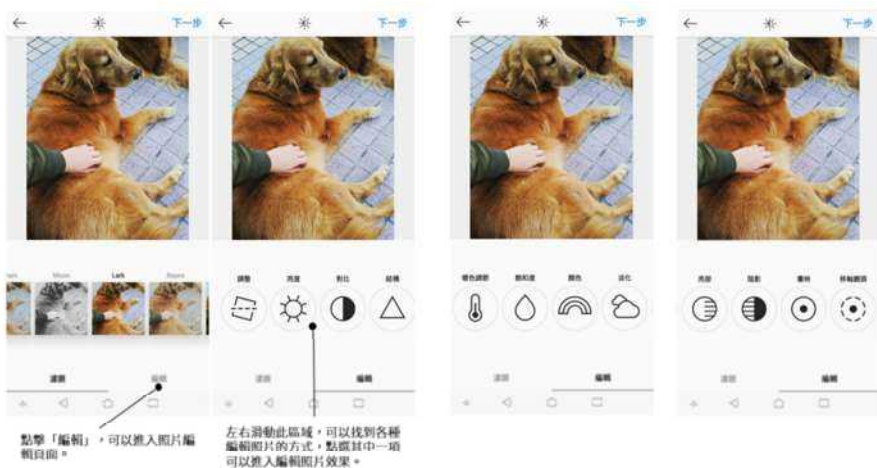 下一步
下一步
下一步
下一步
Moon
Lark
Reyes
調整
亮度
對比
結構
暖色調節
飽和度
顏色
淡化
亮部
陰影
暈映
移軸鏡頭
濾鏡
編輯
濾鏡
編輯
濾鏡
編輯
濾鏡
編輯
點擊「編輯」,可以進入照片編
輯頁面。
左右滑動此區域,可以找到各種
編輯照片的方式,點選其中一項
可以進入編輯照片效果。